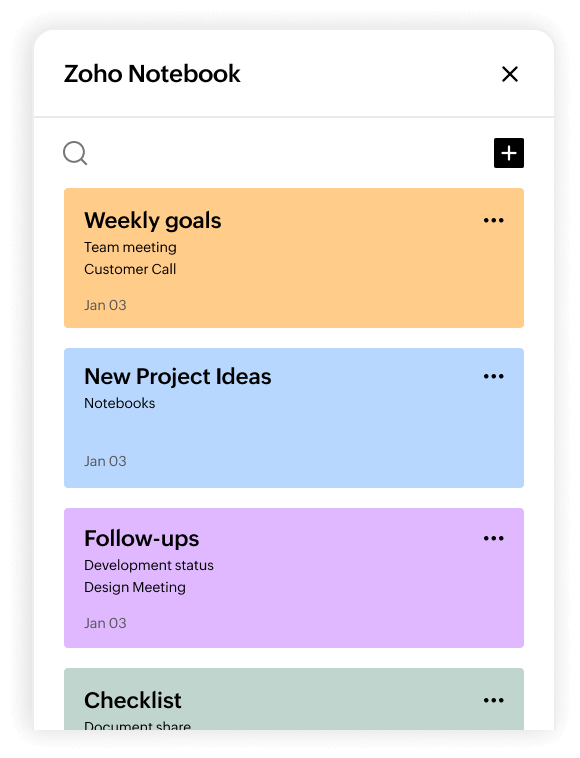 Zoho Notebook
Weekly goals
Team meeting
Customer Call
Jan 03
New Project Ideas
Notebooks
Jan 03
Follow-ups
Development status
Design Meeting
Jan 03
Checklist
Document share